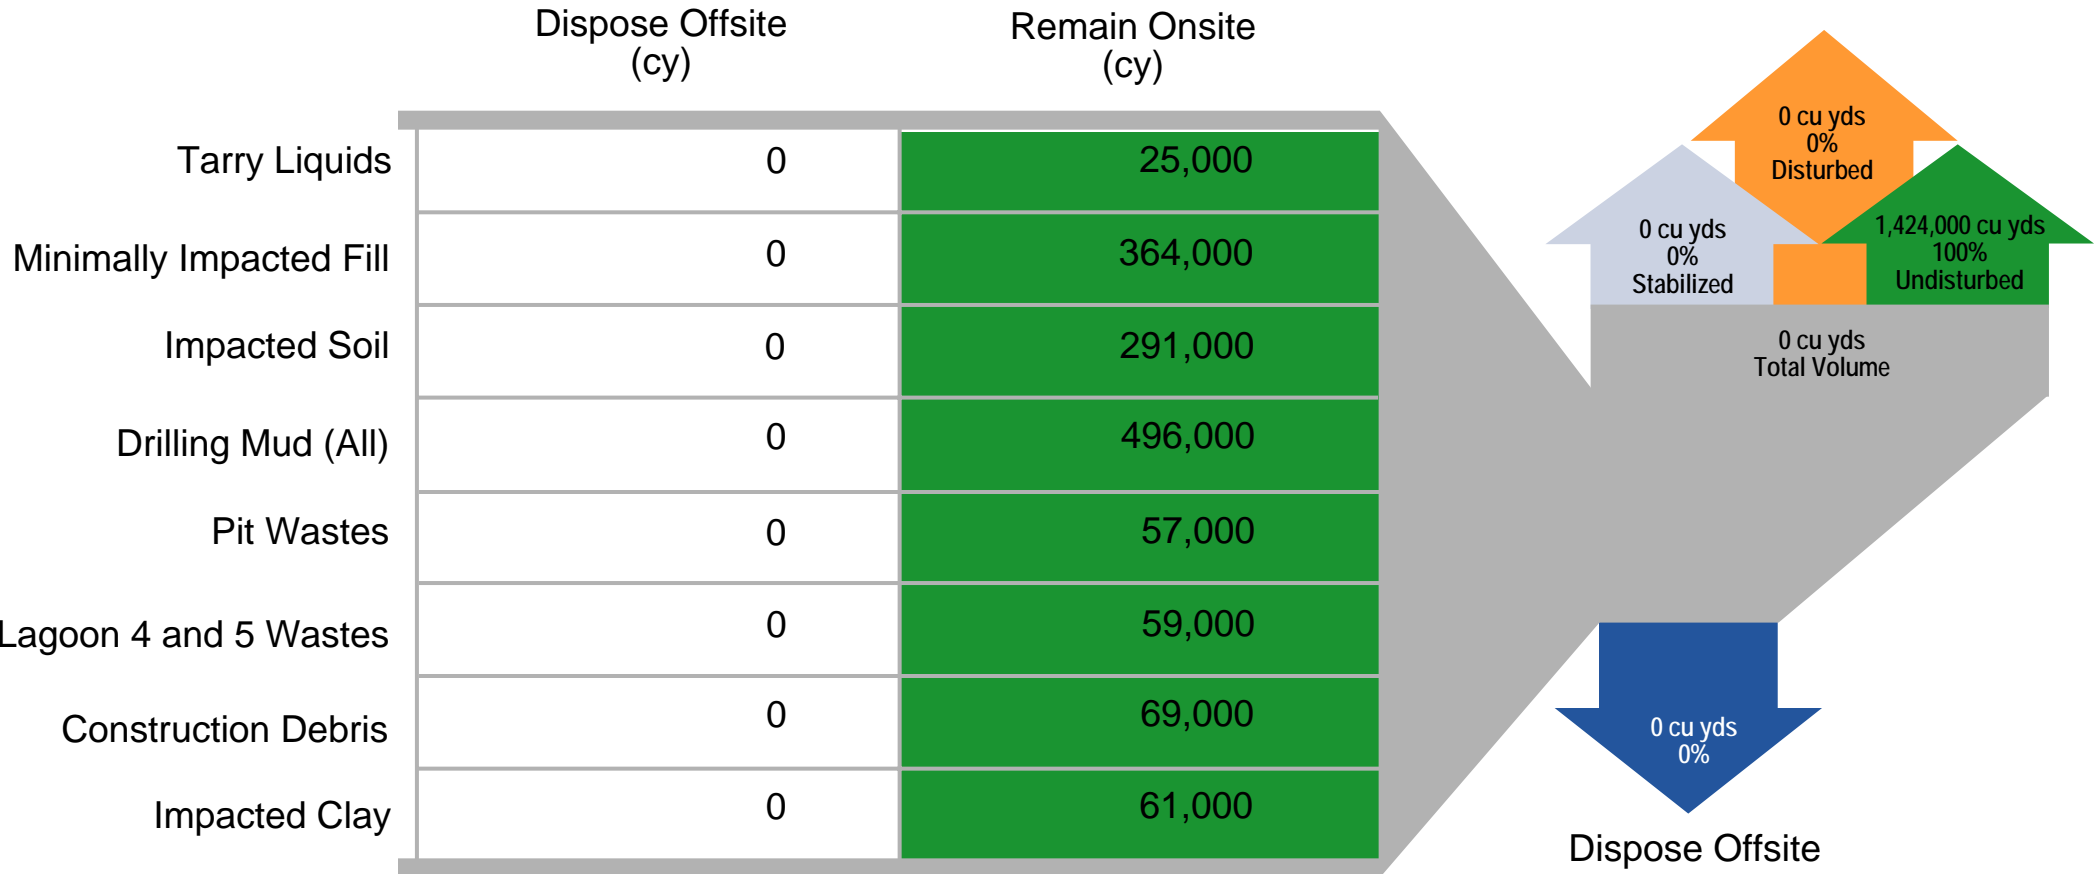 Dispose Offsite
(cy)
Remain Onsite
(cy)
Tarry Liquids 0 25,000
Minimally Impacted Fill 0 364,000
Impacted Soil 0 291,000
Drilling Mud (All) 0 496,000
Pit Wastes 0 57,000
Lagoon 4 and 5 Wastes 0 59,000
Construction Debris 0 69,000
Impacted Clay 0 61,000
0 cu yds
0%
Disturbed
0 cu yds
0%
Stabilized
1,424,000 cu yds
100%
Undisturbed
0 cu yds
Total Volume
0 cu yds
0%
Dispose Offsite